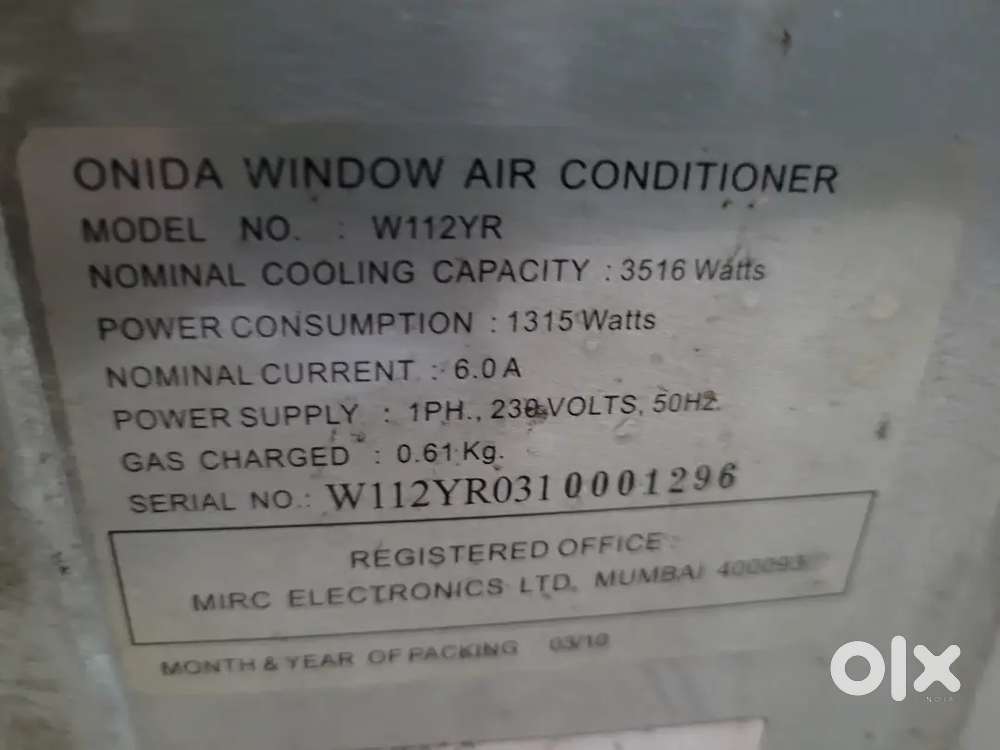 ONIDA WINDOW AIR CONDITIONER
MODEL NO. : W112YR
NOMINAL COOLING CAPACITY : 3516 Watts
POWER CONSUMPTION : 1315 Watts
NOMINAL CURRENT : 6.0 A
POWER SUPPLY : 1PH., 230 VOLTS, 50HZ.
GAS CHARGED : 0.61 Kg.
SERIAL NO.: W112YR0310001296
REGISTERED OFFICE :
MIRC ELECTRONICS LTD, MUMBAI 400093
MONTH & YEAR OF PACKING 03/10
olx
INDIA